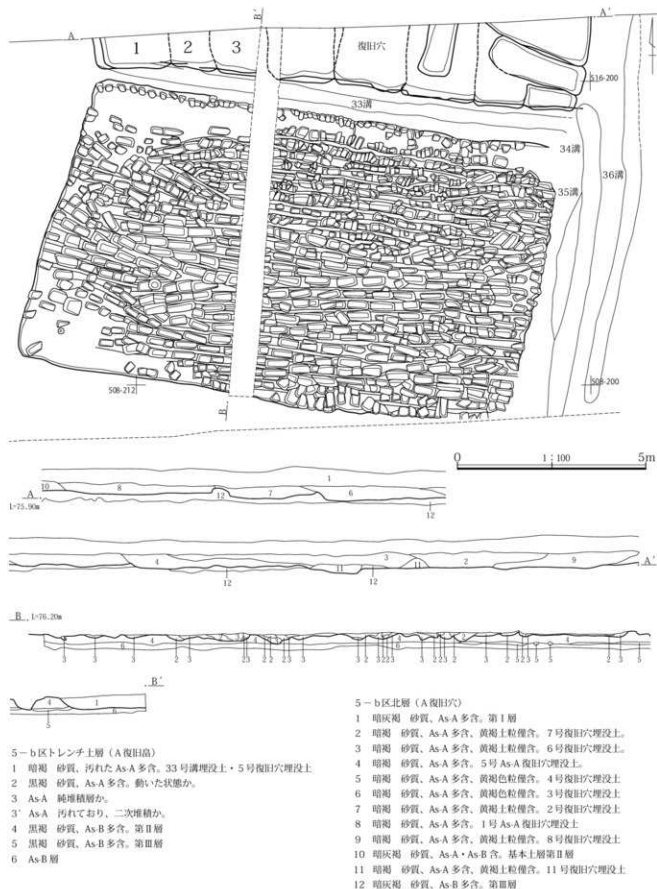 B'
A
A'
1
2
3
復旧穴
516-200
33溝
34溝
35溝
36溝
508-212
508-200
B
0
1：100
5m
1
10
8
12
7
6
A
L=75.90m
12
4
3
11
2
9
A'
12
11
12
B
L=76.20m
4
6
3
3
3
2
3
B'
4
1
5
6
5－b区トレンチ土層（A復旧畠）
1 暗褐 砂質、汚れたAs-A多含。33号溝埋没土・5号復旧穴埋没土
2 黒褐 砂質、As-A多含。動いた状態か。
3 As-A 純堆積層か。
3' As-A 汚れており、二次堆積か。
4 黒褐 砂質、As-B多含。第Ⅱ層
5 黒褐 砂質、As-B多含。第Ⅲ層
6 As-B層
5－b区北層（A復旧穴）
1 暗灰褐 砂質、As-A多含。第Ⅰ層
2 暗褐 砂質、As-A多含、黄褐土粒僅含。7号復旧穴埋没土。
3 暗褐 砂質、As-A多含、黄褐土粒僅含。6号復旧穴埋没土。
4 暗褐 砂質、As-A多含。5号As-A復旧穴埋没土。
5 暗褐 砂質、As-A多含、黄褐色粒僅含。4号復旧穴埋没土
6 暗褐 砂質、As-A多含、黄褐色粒僅含。3号復旧穴埋没土
7 暗褐 砂質、As-A多含、黄褐土粒僅含。2号復旧穴埋没土
8 暗褐 砂質、As-A多含。1号As-A復旧穴埋没土
9 暗褐 砂質、As-A多含、黄褐土粒僅含。8号復旧穴埋没土
10 暗灰褐 砂質、As-A・As-B含。基本土層第Ⅱ層
11 暗灰褐 砂質、As-A多含、黄褐土粒僅含。11号復旧穴埋没土
12 暗灰褐 砂質、As-B多含。第Ⅲ層